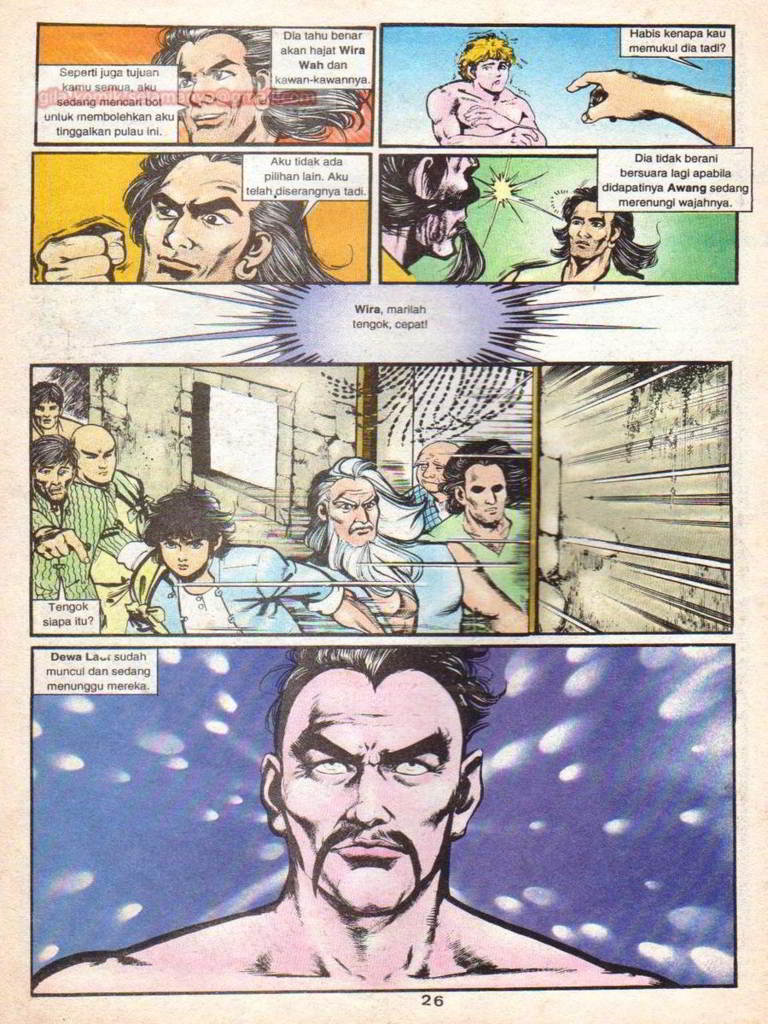 Dia tahu benar
akan hajat Wira
Wah dan
kawan-kawannya.
Seperti juga tujuan
kamu semua, aku
sedang mencari bot
untuk membolehkan aku
tinggalkan pulau ini.
Habis kenapa kau
memukul dia tadi?
Aku tidak ada
pilihan lain. Aku
telah diserangnya tadi.
Dia tidak berani
bersuara lagi apabila
didapatinya Awang sedang
merenungi wajahnya.
Wira, marilah
tengok, cepat!
Tengok
siapa itu?
Dewa Laut sudah
muncul dan sedang
menunggu mereka.
26